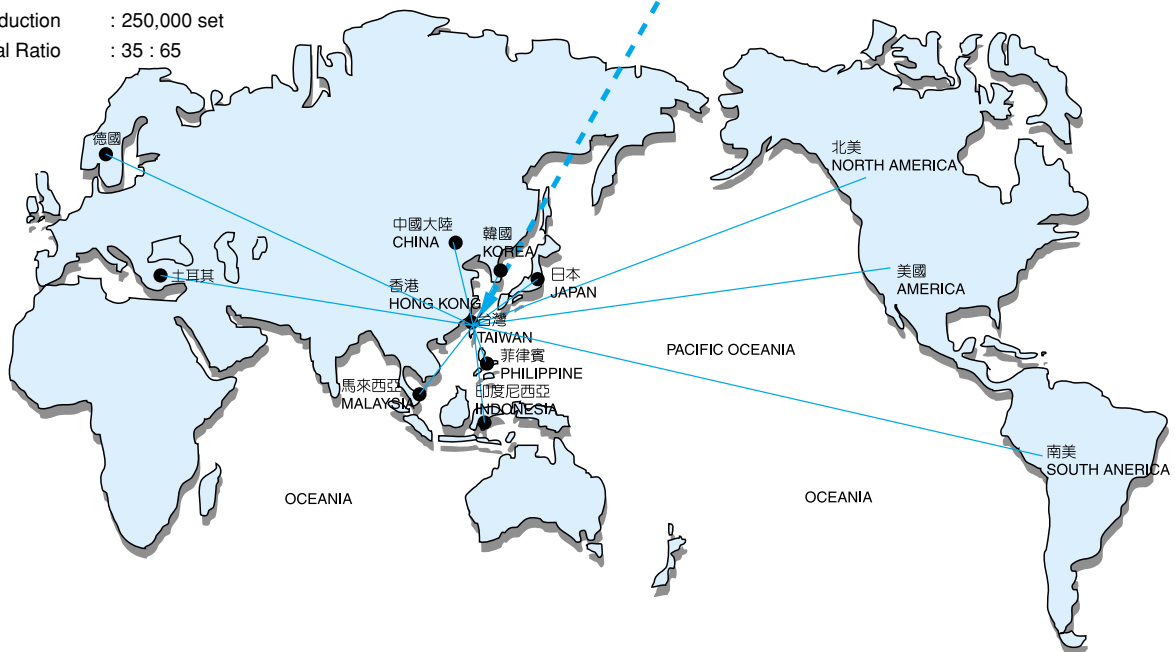 duction : 250,000 set
al Ratio : 35 : 65
德國
北美
NORTH AMERICA
中國大陸
CHINA
韓國
KOREA
土耳其
日本
JAPAN
美國
AMERICA
香港
HONG KONG
台灣
TAIWAN
PACIFIC OCEANIA
菲律賓
PHILIPPINE
馬來西亞
MALAYSIA
印度尼西亞
INDONESIA
南美
SOUTH ANERICA
OCEANIA
OCEANIA